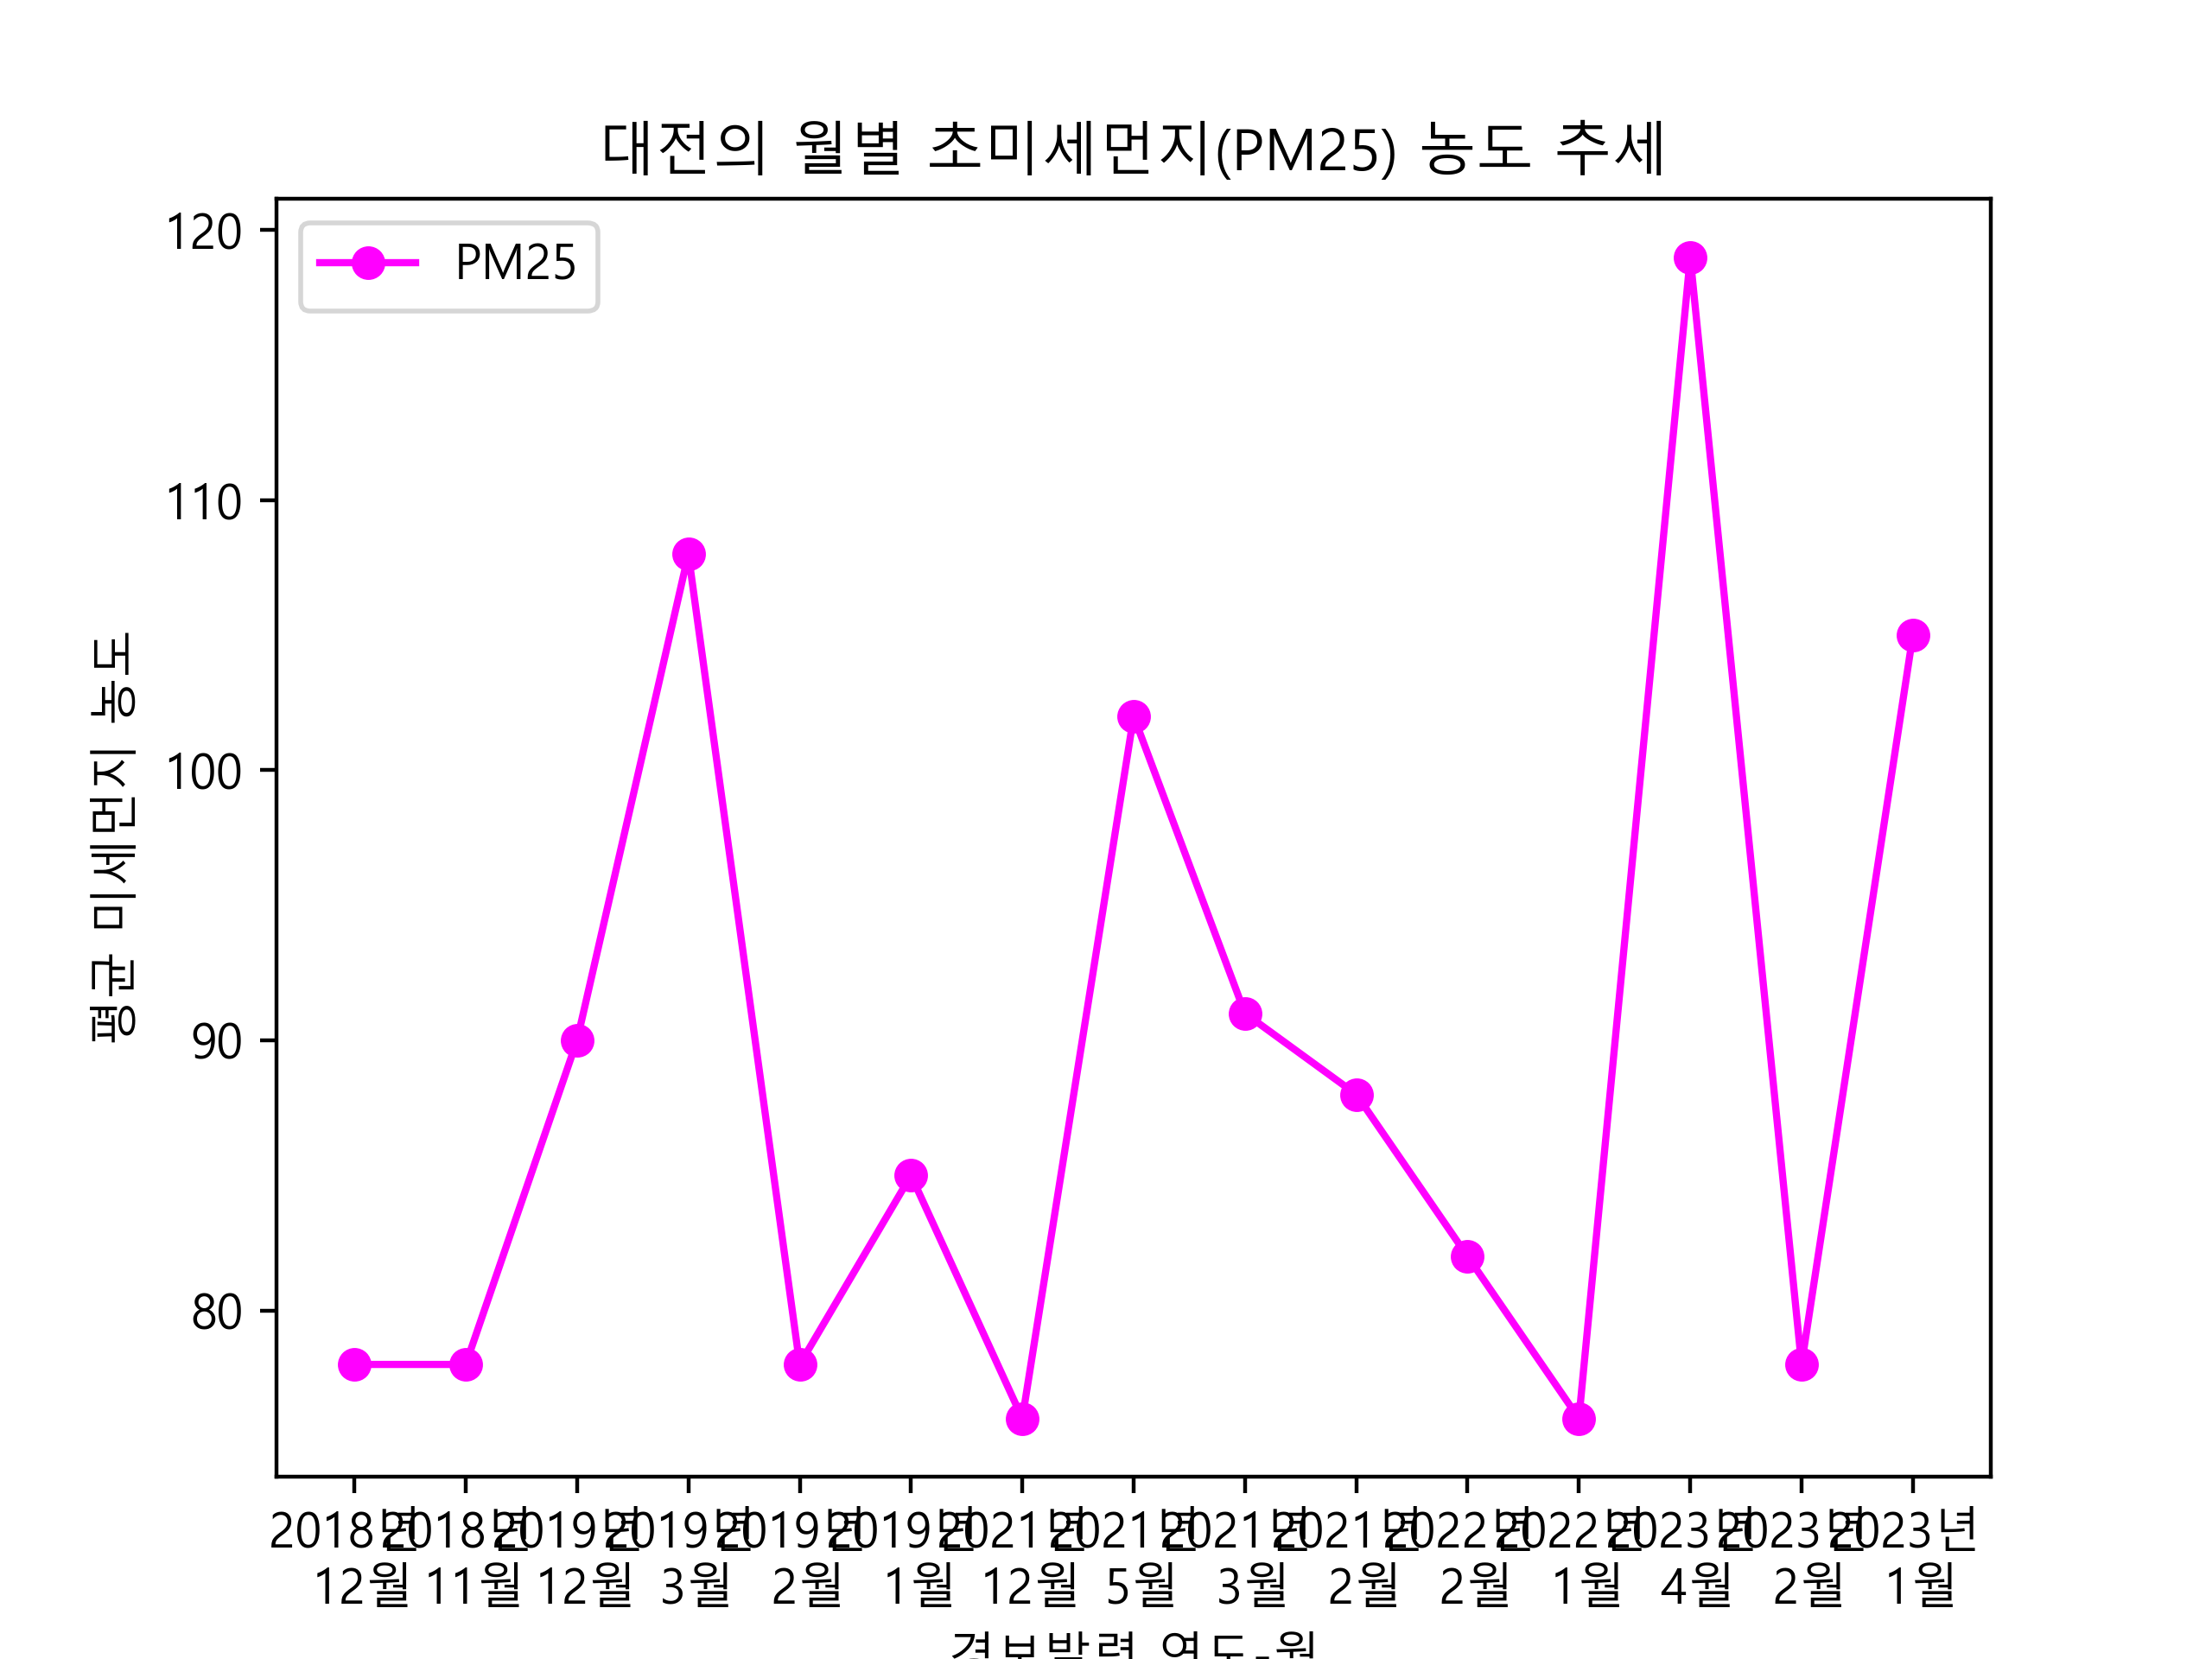 대전의 월별 초미세먼지(PM25) 농도 추세
PM25
평균 미세먼지 농도
120
110
100
90
80
2018년 2018년 2019년 2019년 2019년 2019년 2021년 2021년 2021년 2021년 2022년 2022년 2023년 2023년 2023년
12월 11월 12월 3월 2월 1월 12월 5월 3월 2월 2월 1월 4월 2월 1월
경보발령 연도-월